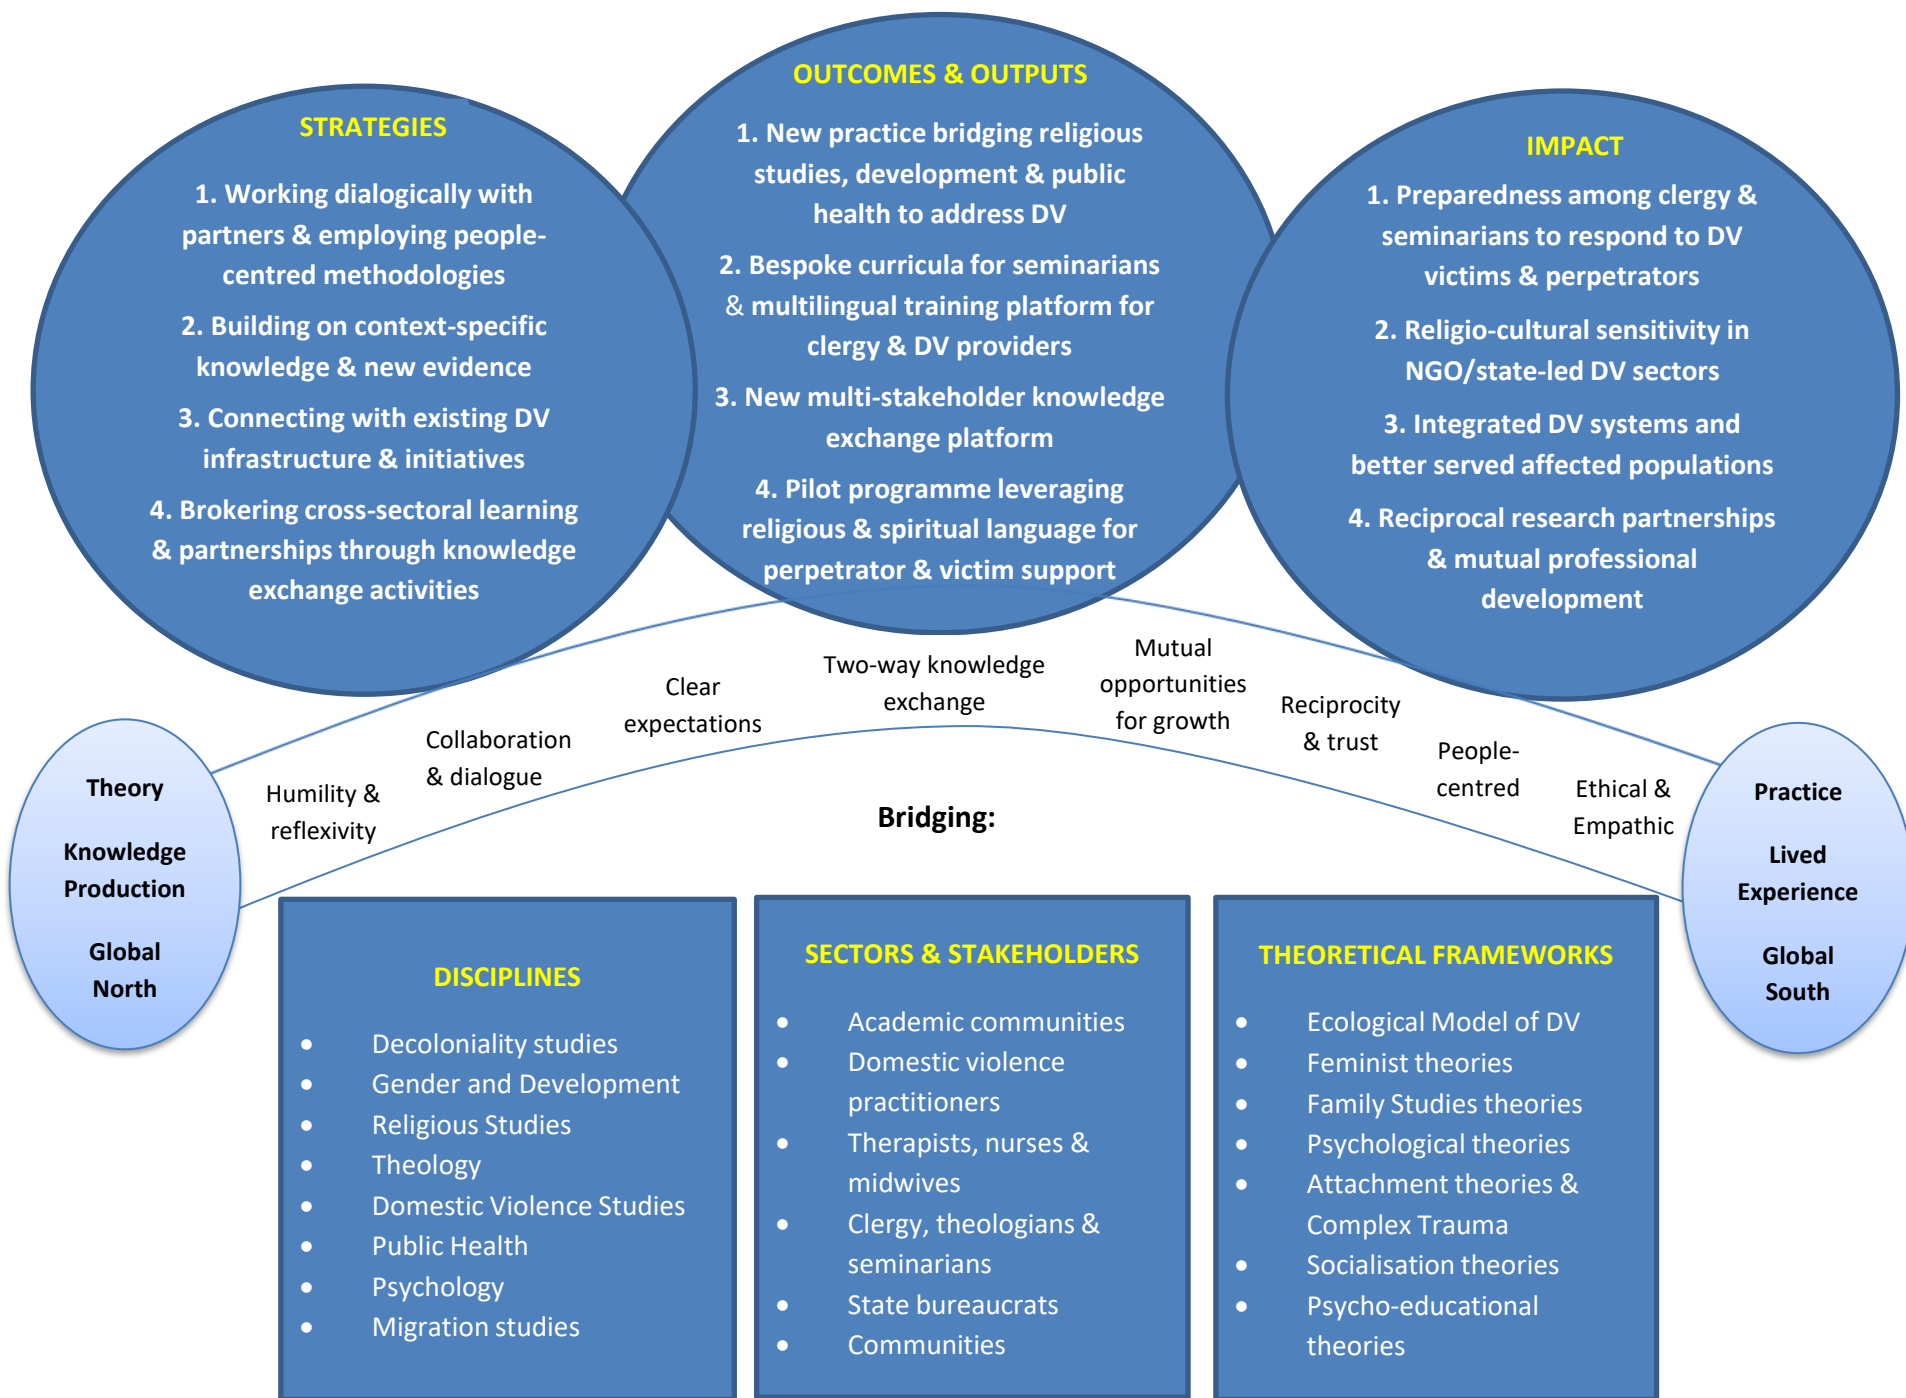 STRATEGIES
1. Working dialogically with
partners & employing people-
centred methodologies
2. Building on context-specific
knowledge & new evidence
3. Connecting with existing DV
infrastructure & initiatives
4. Brokering cross-sectoral learning
& partnerships through knowledge
exchange activities
OUTCOMES & OUTPUTS
1. New practice bridging religious
studies, development & public
health to address DV
2. Bespoke curricula for seminarians
& multilingual training platform for
clergy & DV providers
3. New multi-stakeholder knowledge
exchange platform
4. Pilot programme leveraging
religious & spiritual language for
perpetrator & victim support
IMPACT
1. Preparedness among clergy &
seminarians to respond to DV
victims & perpetrators
2. Religio-cultural sensitivity in
NGO/state-led DV sectors
3. Integrated DV systems and
better served affected populations
4. Reciprocal research partnerships
& mutual professional
development
Theory
Knowledge
Production
Global
North
Humility &
reflexivity
Collaboration
& dialogue
Clear
expectations
Two-way knowledge
exchange
Mutual
opportunities
for growth
Reciprocity
& trust
People-
centred
Ethical &
Empathic
Practice
Lived
Experience
Global
South
Bridging:
DISCIPLINES
• Decoloniality studies
• Gender and Development
• Religious Studies
• Theology
• Domestic Violence Studies
• Public Health
• Psychology
• Migration studies
SECTORS & STAKEHOLDERS
• Academic communities
• Domestic violence
practitioners
• Therapists, nurses &
midwives
• Clergy, theologians &
seminarians
• State bureaucrats
• Communities
THEORETICAL FRAMEWORKS
• Ecological Model of DV
• Feminist theories
• Family Studies theories
• Psychological theories
• Attachment theories &
Complex Trauma
• Socialisation theories
• Psycho-educational
theories